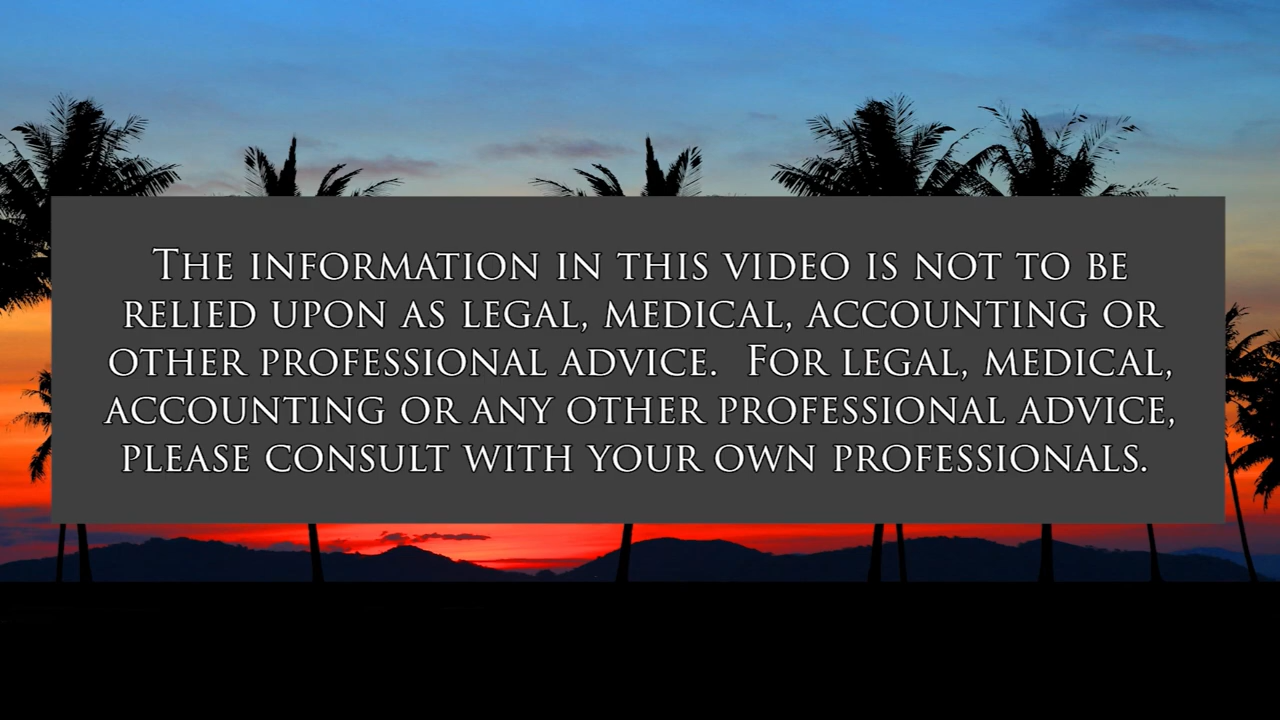 The information in this video is not to be
relied upon as legal, medical, accounting or
other professional advice.  For legal, medical,
accounting or any other professional advice,
please consult with your own professionals.